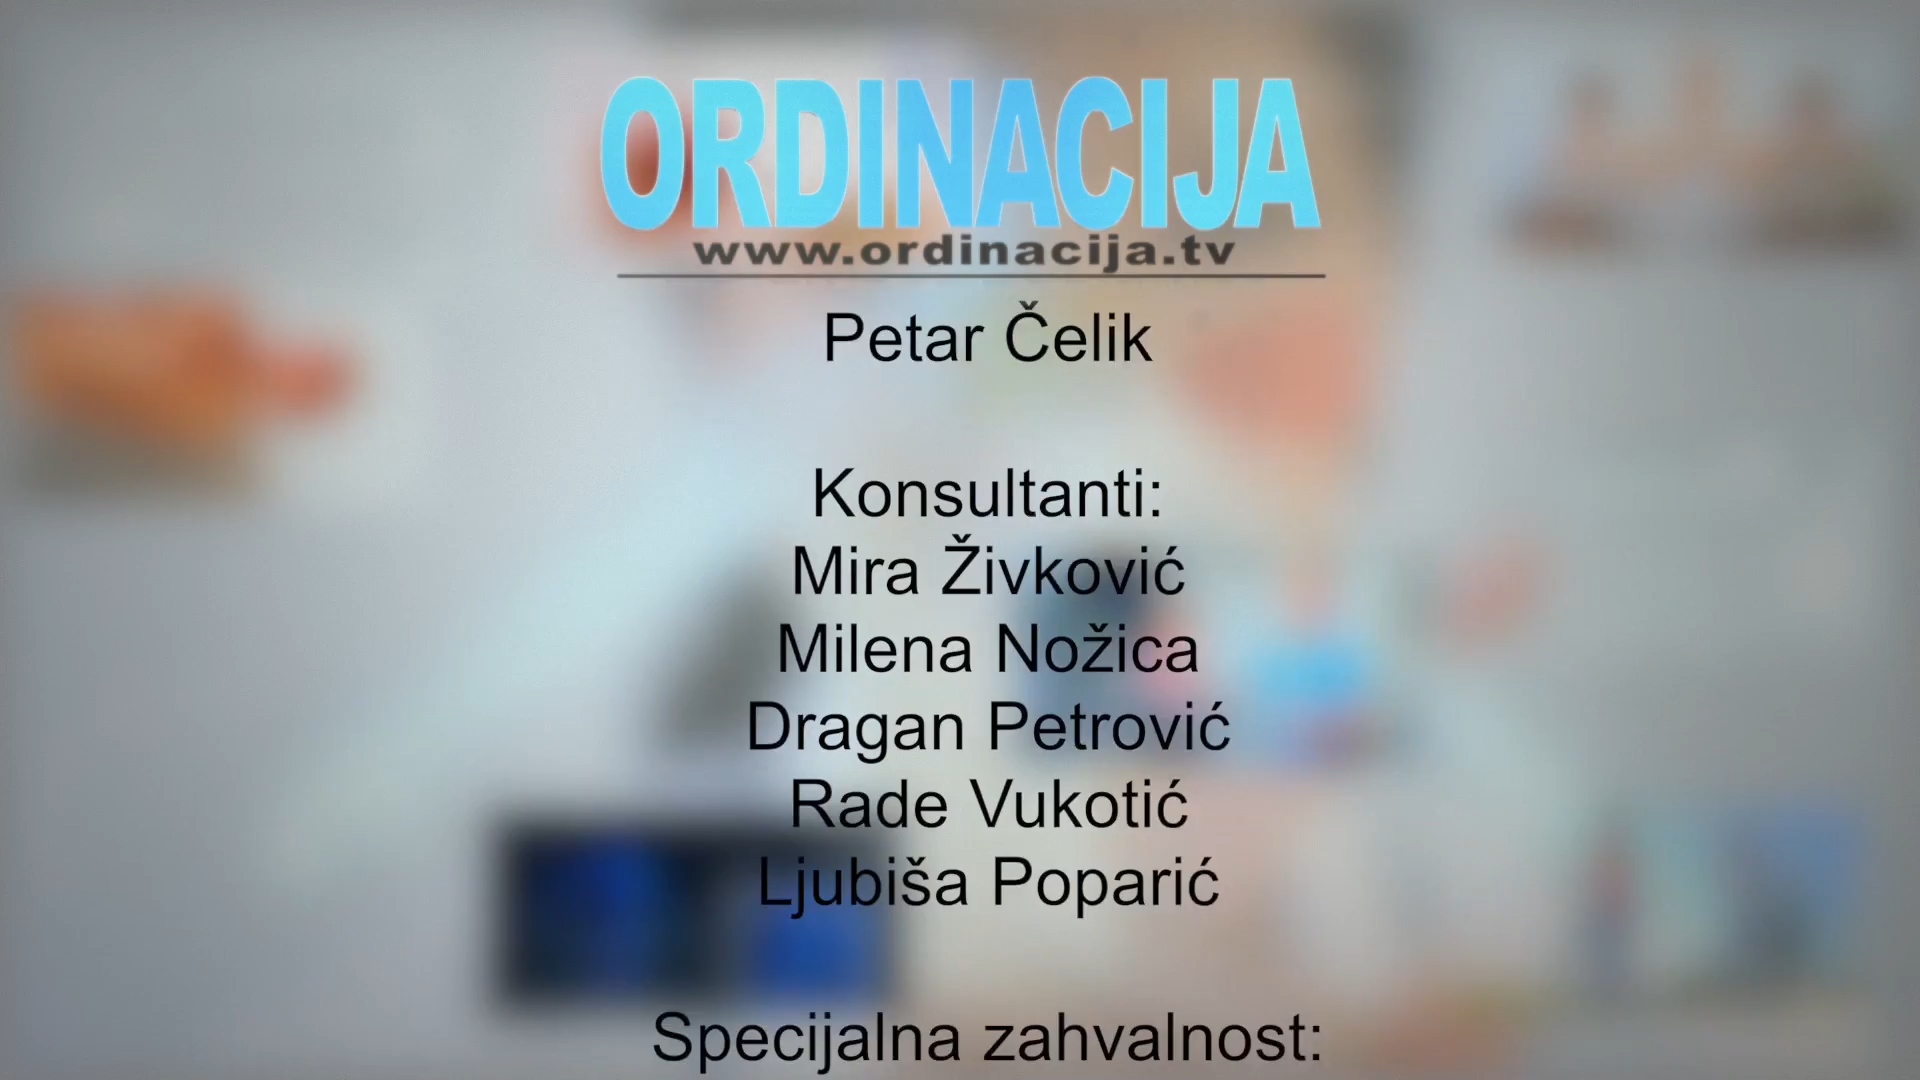 ORDINACIJA
www.ordinacija.tv
Petar Čelik
Konsultanti:
Mira Živković
Milena Nožica
Dragan Petrović
Rade Vukotić
Ljubiša Poparić
Specijalna zahvalnost: